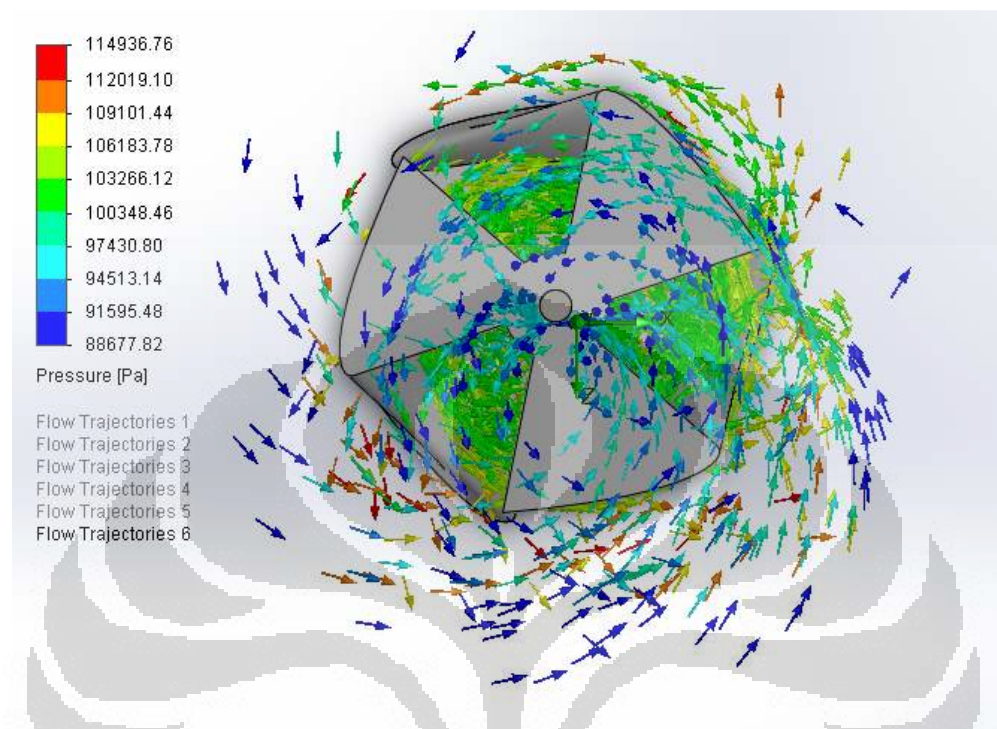 114936.76
112019.10
109101.44
106183.78
103266.12
100348.46
97430.80
94513.14
91595.48
88677.82
Pressure [Pa]
Flow Trajectories 1
Flow Trajectories 2
Flow Trajectories 3
Flow Trajectories 4
Flow Trajectories 5
Flow Trajectories 6